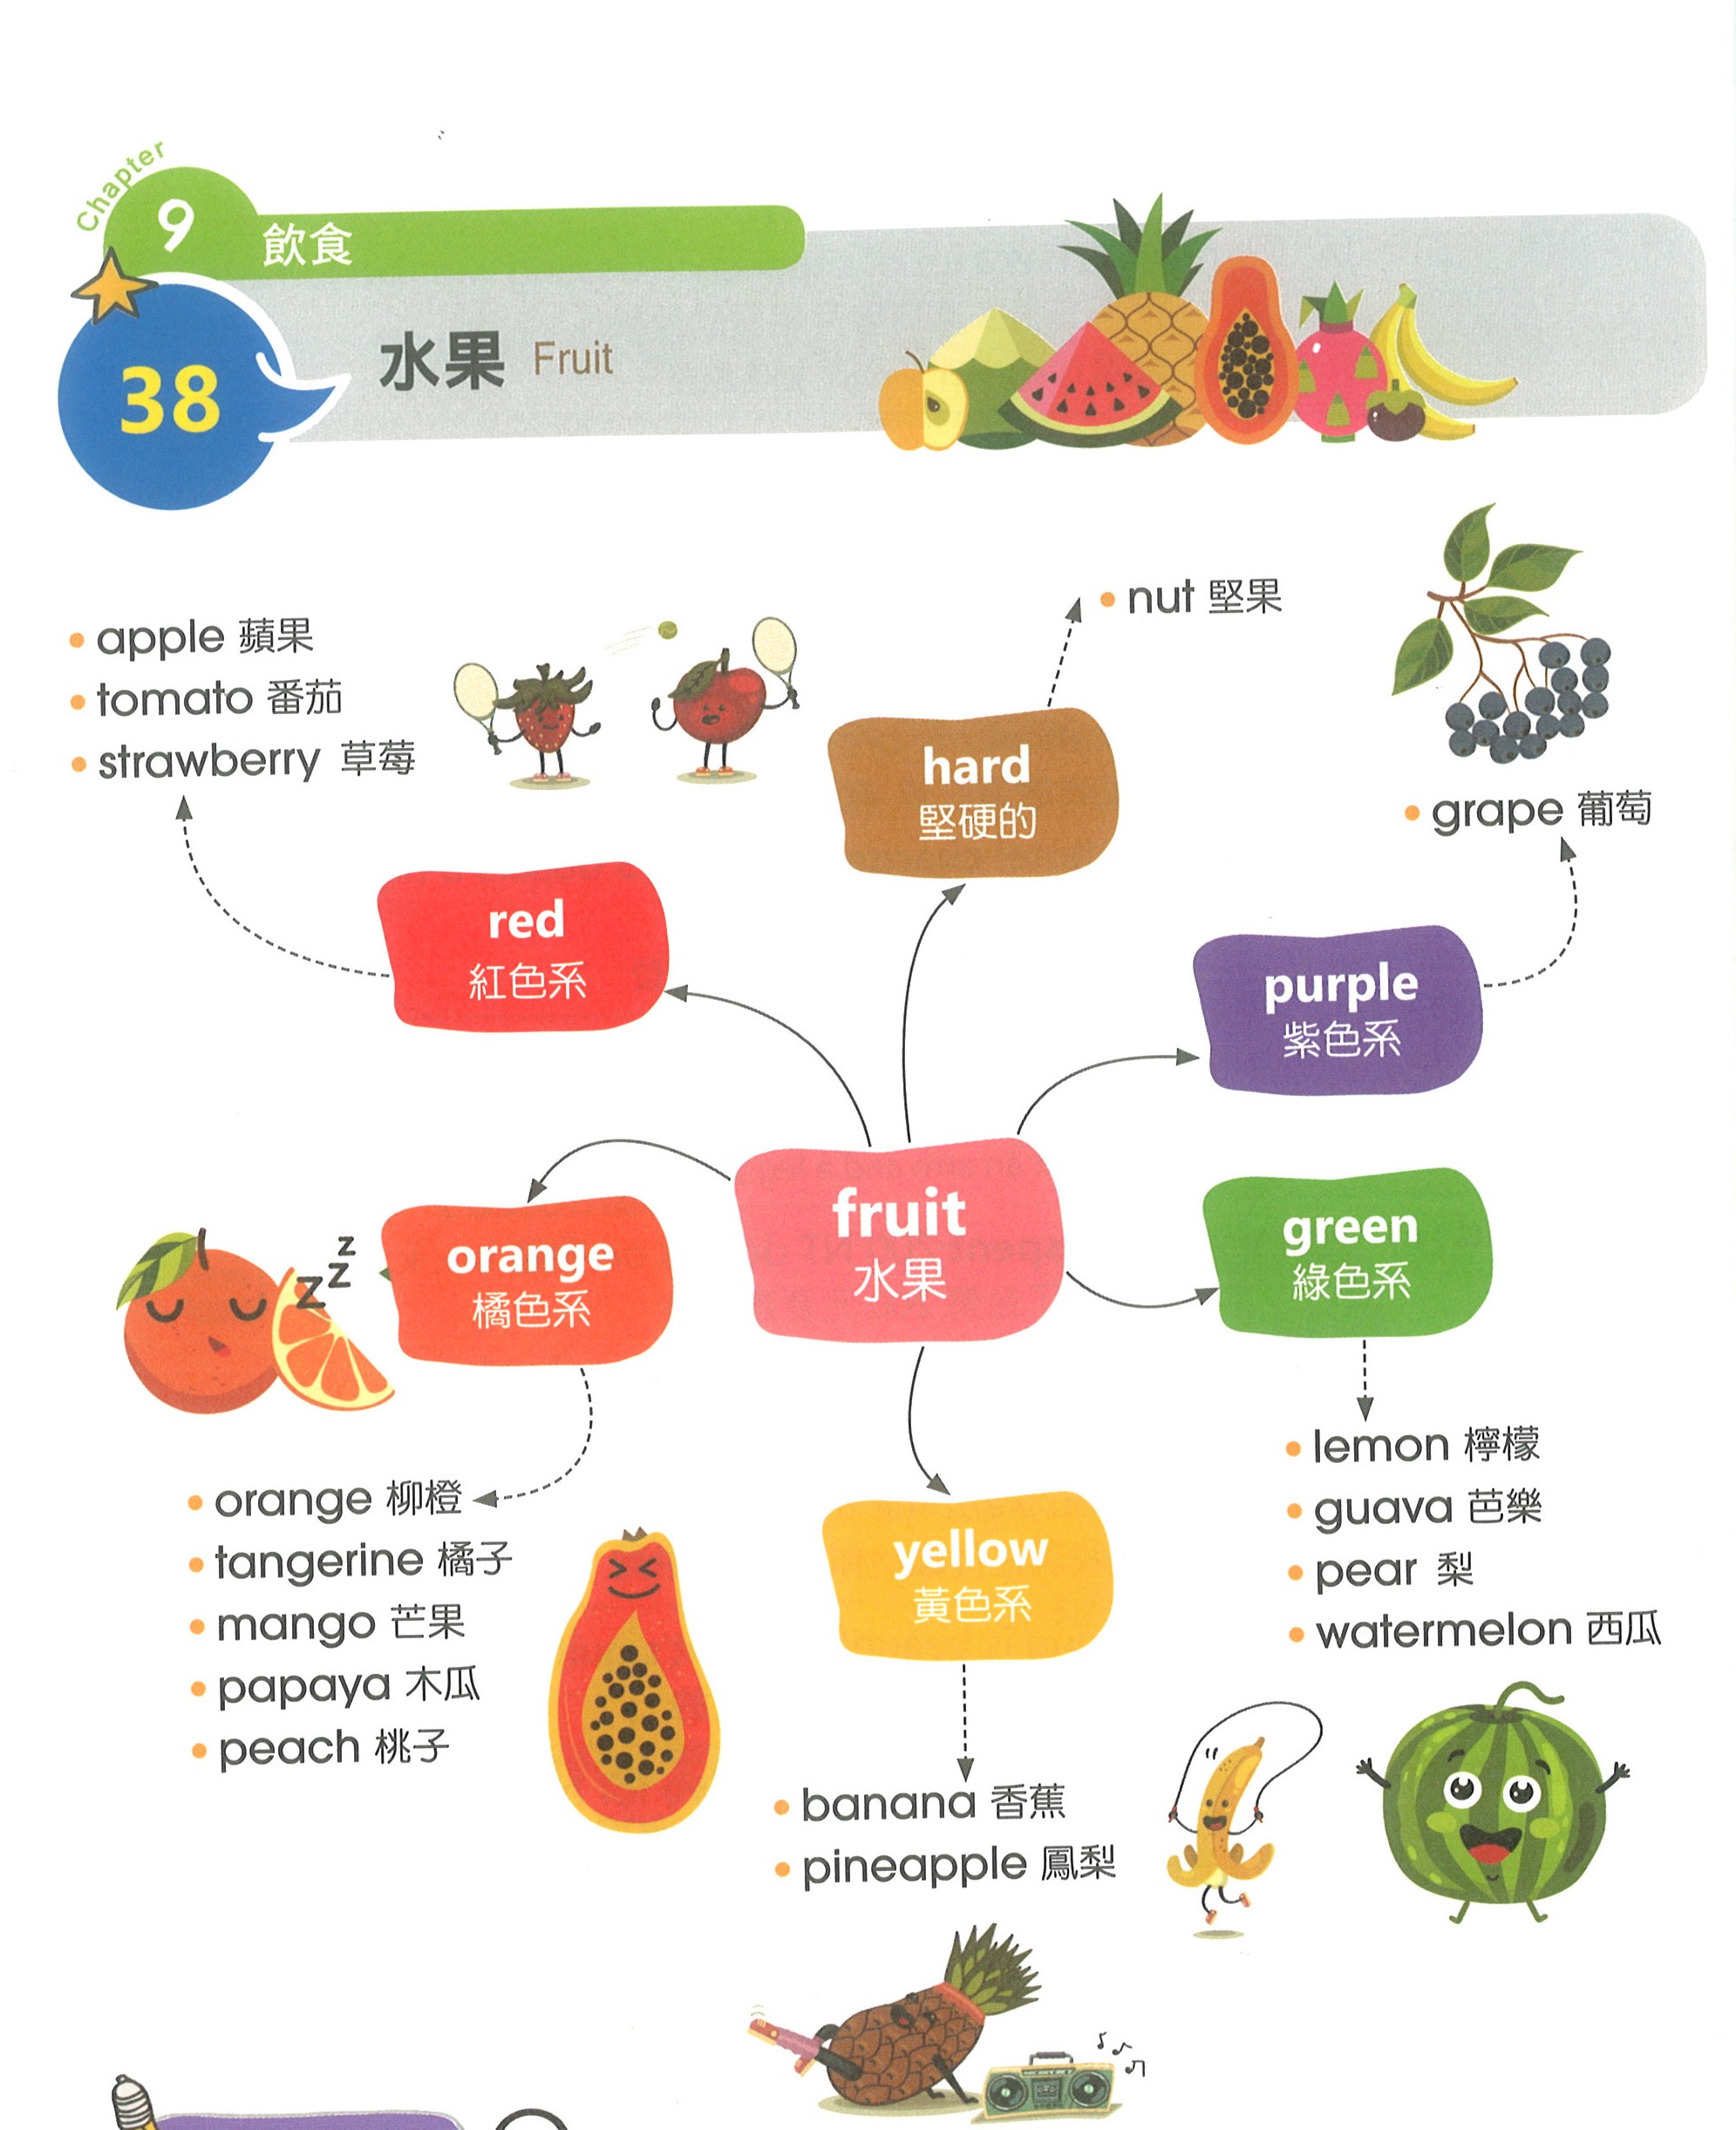 Chapter
9 飲食
38 水果 Fruit
nut 堅果
apple 蘋果
tomato 番茄
strawberry 草莓
hard
堅硬的
grape 葡萄
red
紅色系
purple
紫色系
fruit
水果
orange
橘色系
z
z
z
green
綠色系
orange 柳橙
tangerine 橘子
mango 芒果
papaya 木瓜
peach 桃子
yellow
黃色系
lemon 檸檬
guava 芭樂
pear 梨
watermelon 西瓜
banana 香蕉
pineapple 鳳梨